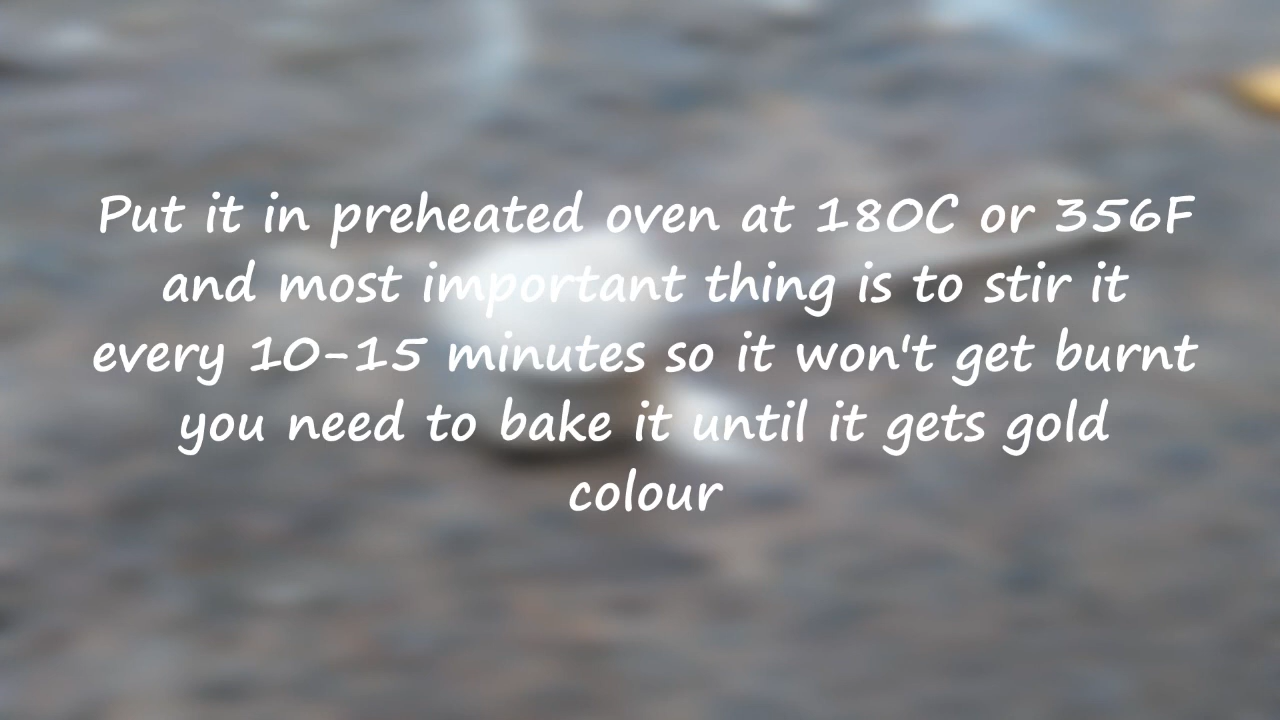 Put it in preheated oven at 180C or 356F
and most important thing is to stir it
every 10-15 minutes so it won't get burnt
you need to bake it until it gets gold
colour